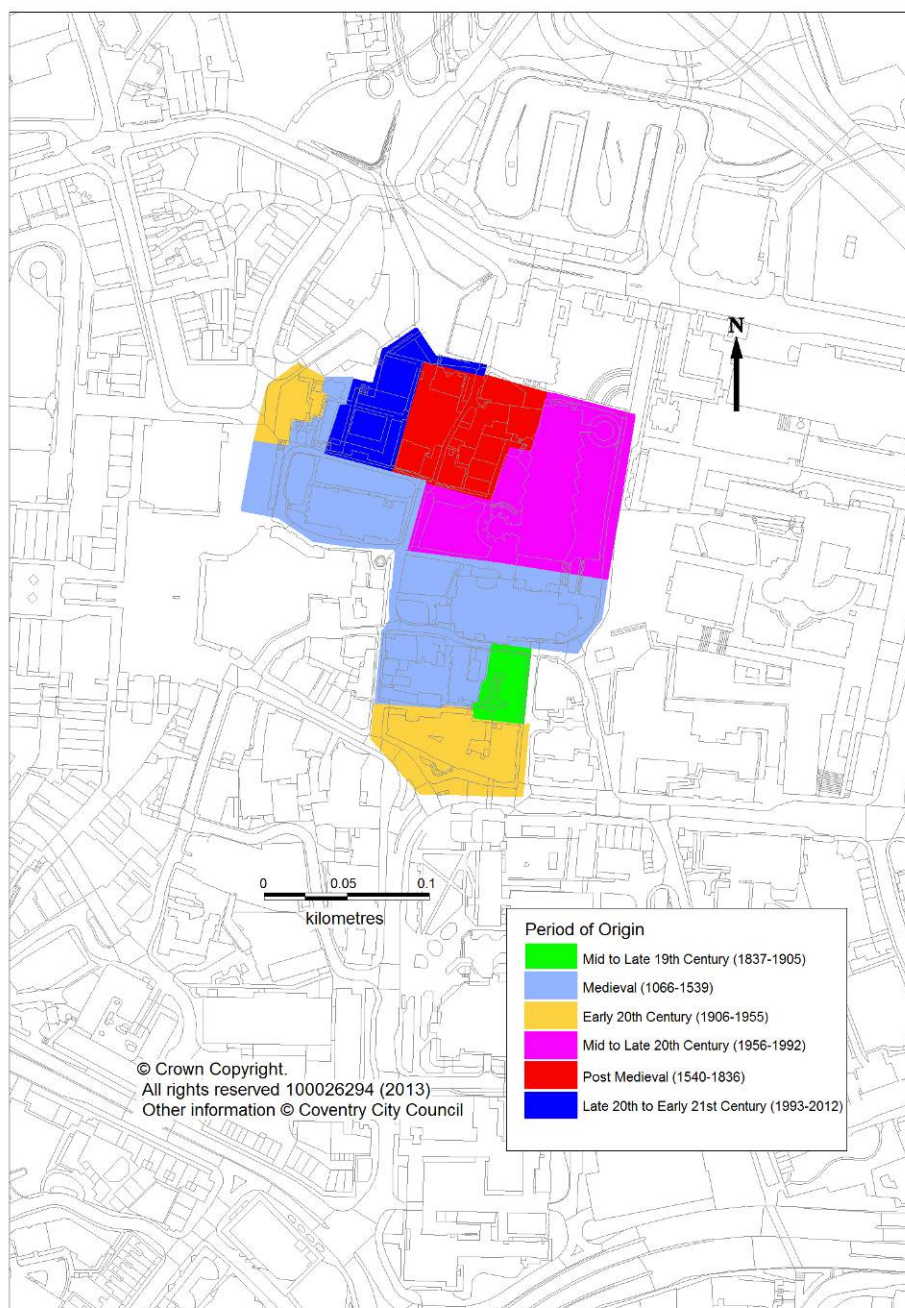 N
0 0.05 0.1
kilometres
Period of Origin
Mid to Late 19th Century (1837-1905)
Medieval (1066-1539)
Early 20th Century (1906-1955)
Mid to Late 20th Century (1956-1992)
Post Medieval (1540-1836)
Late 20th to Early 21st Century (1993-2012)
© Crown Copyright.
All rights reserved 100026294 (2013)
Other information © Coventry City Council